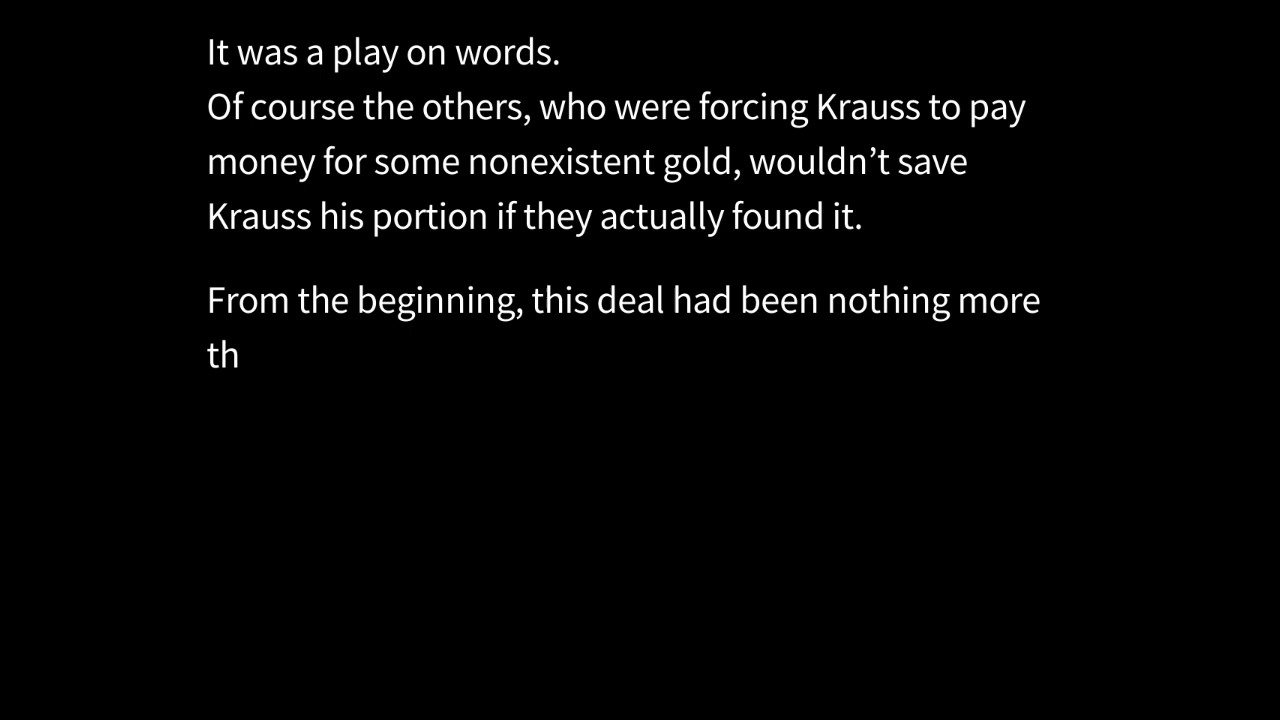 It was a play on words.
Of course the others, who were forcing Krauss to pay
money for some nonexistent gold, wouldn’t save
Krauss his portion if they actually found it.
From the beginning, this deal had been nothing more
th